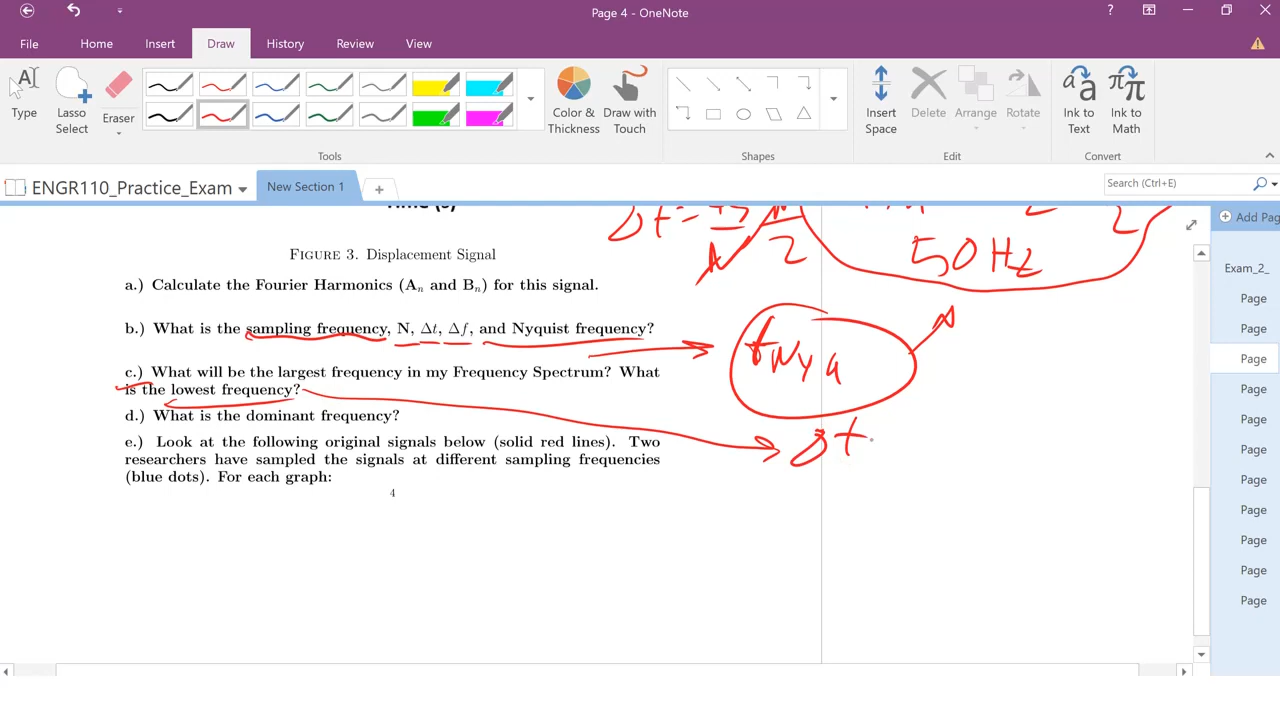 Page 4 - OneNote
File Home Insert Draw History Review View
Type
Lasso Select
Eraser
Color & Thickness
Draw with Touch
Insert Space
Delete
Arrange
Rotate
Ink to Text
Ink to Math
Tools Shapes Edit Convert
ENGR110_Practice_Exam
New Section 1
Search (Ctrl+E)
Add Pag
50 Hz
FIGURE 3. Displacement Signal
a.) Calculate the Fourier Harmonics (Aₙ and Bₙ) for this signal.
b.) What is the sampling frequency, N, Δt, Δf, and Nyquist frequency?
c.) What will be the largest frequency in my Frequency Spectrum? What
is the lowest frequency?
d.) What is the dominant frequency?
e.) Look at the following original signals below (solid red lines). Two
researchers have sampled the signals at different sampling frequencies
(blue dots). For each graph:
4
Exam_2_
Page
Page
Page
Page
Page
Page
Page
Page
Page
Page
Page